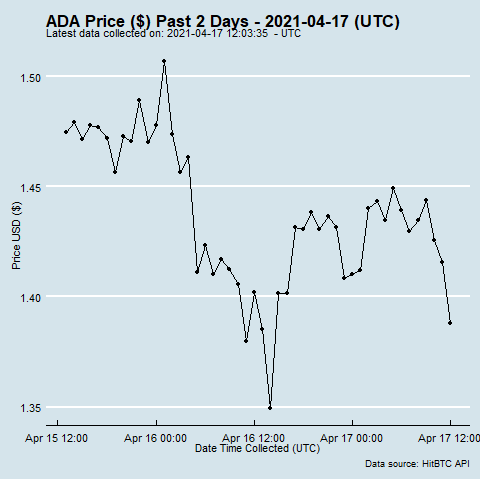 ADA Price ($) Past 2 Days - 2021-04-17 (UTC)
Latest data collected on: 2021-04-17 12:03:35  - UTC
1.50
1.45
1.40
1.35
Price USD ($)
Apr 15 12:00 Apr 16 00:00 Apr 16 12:00 Apr 17 00:00 Apr 17 12:00
Date Time Collected (UTC)
Data source: HitBTC API